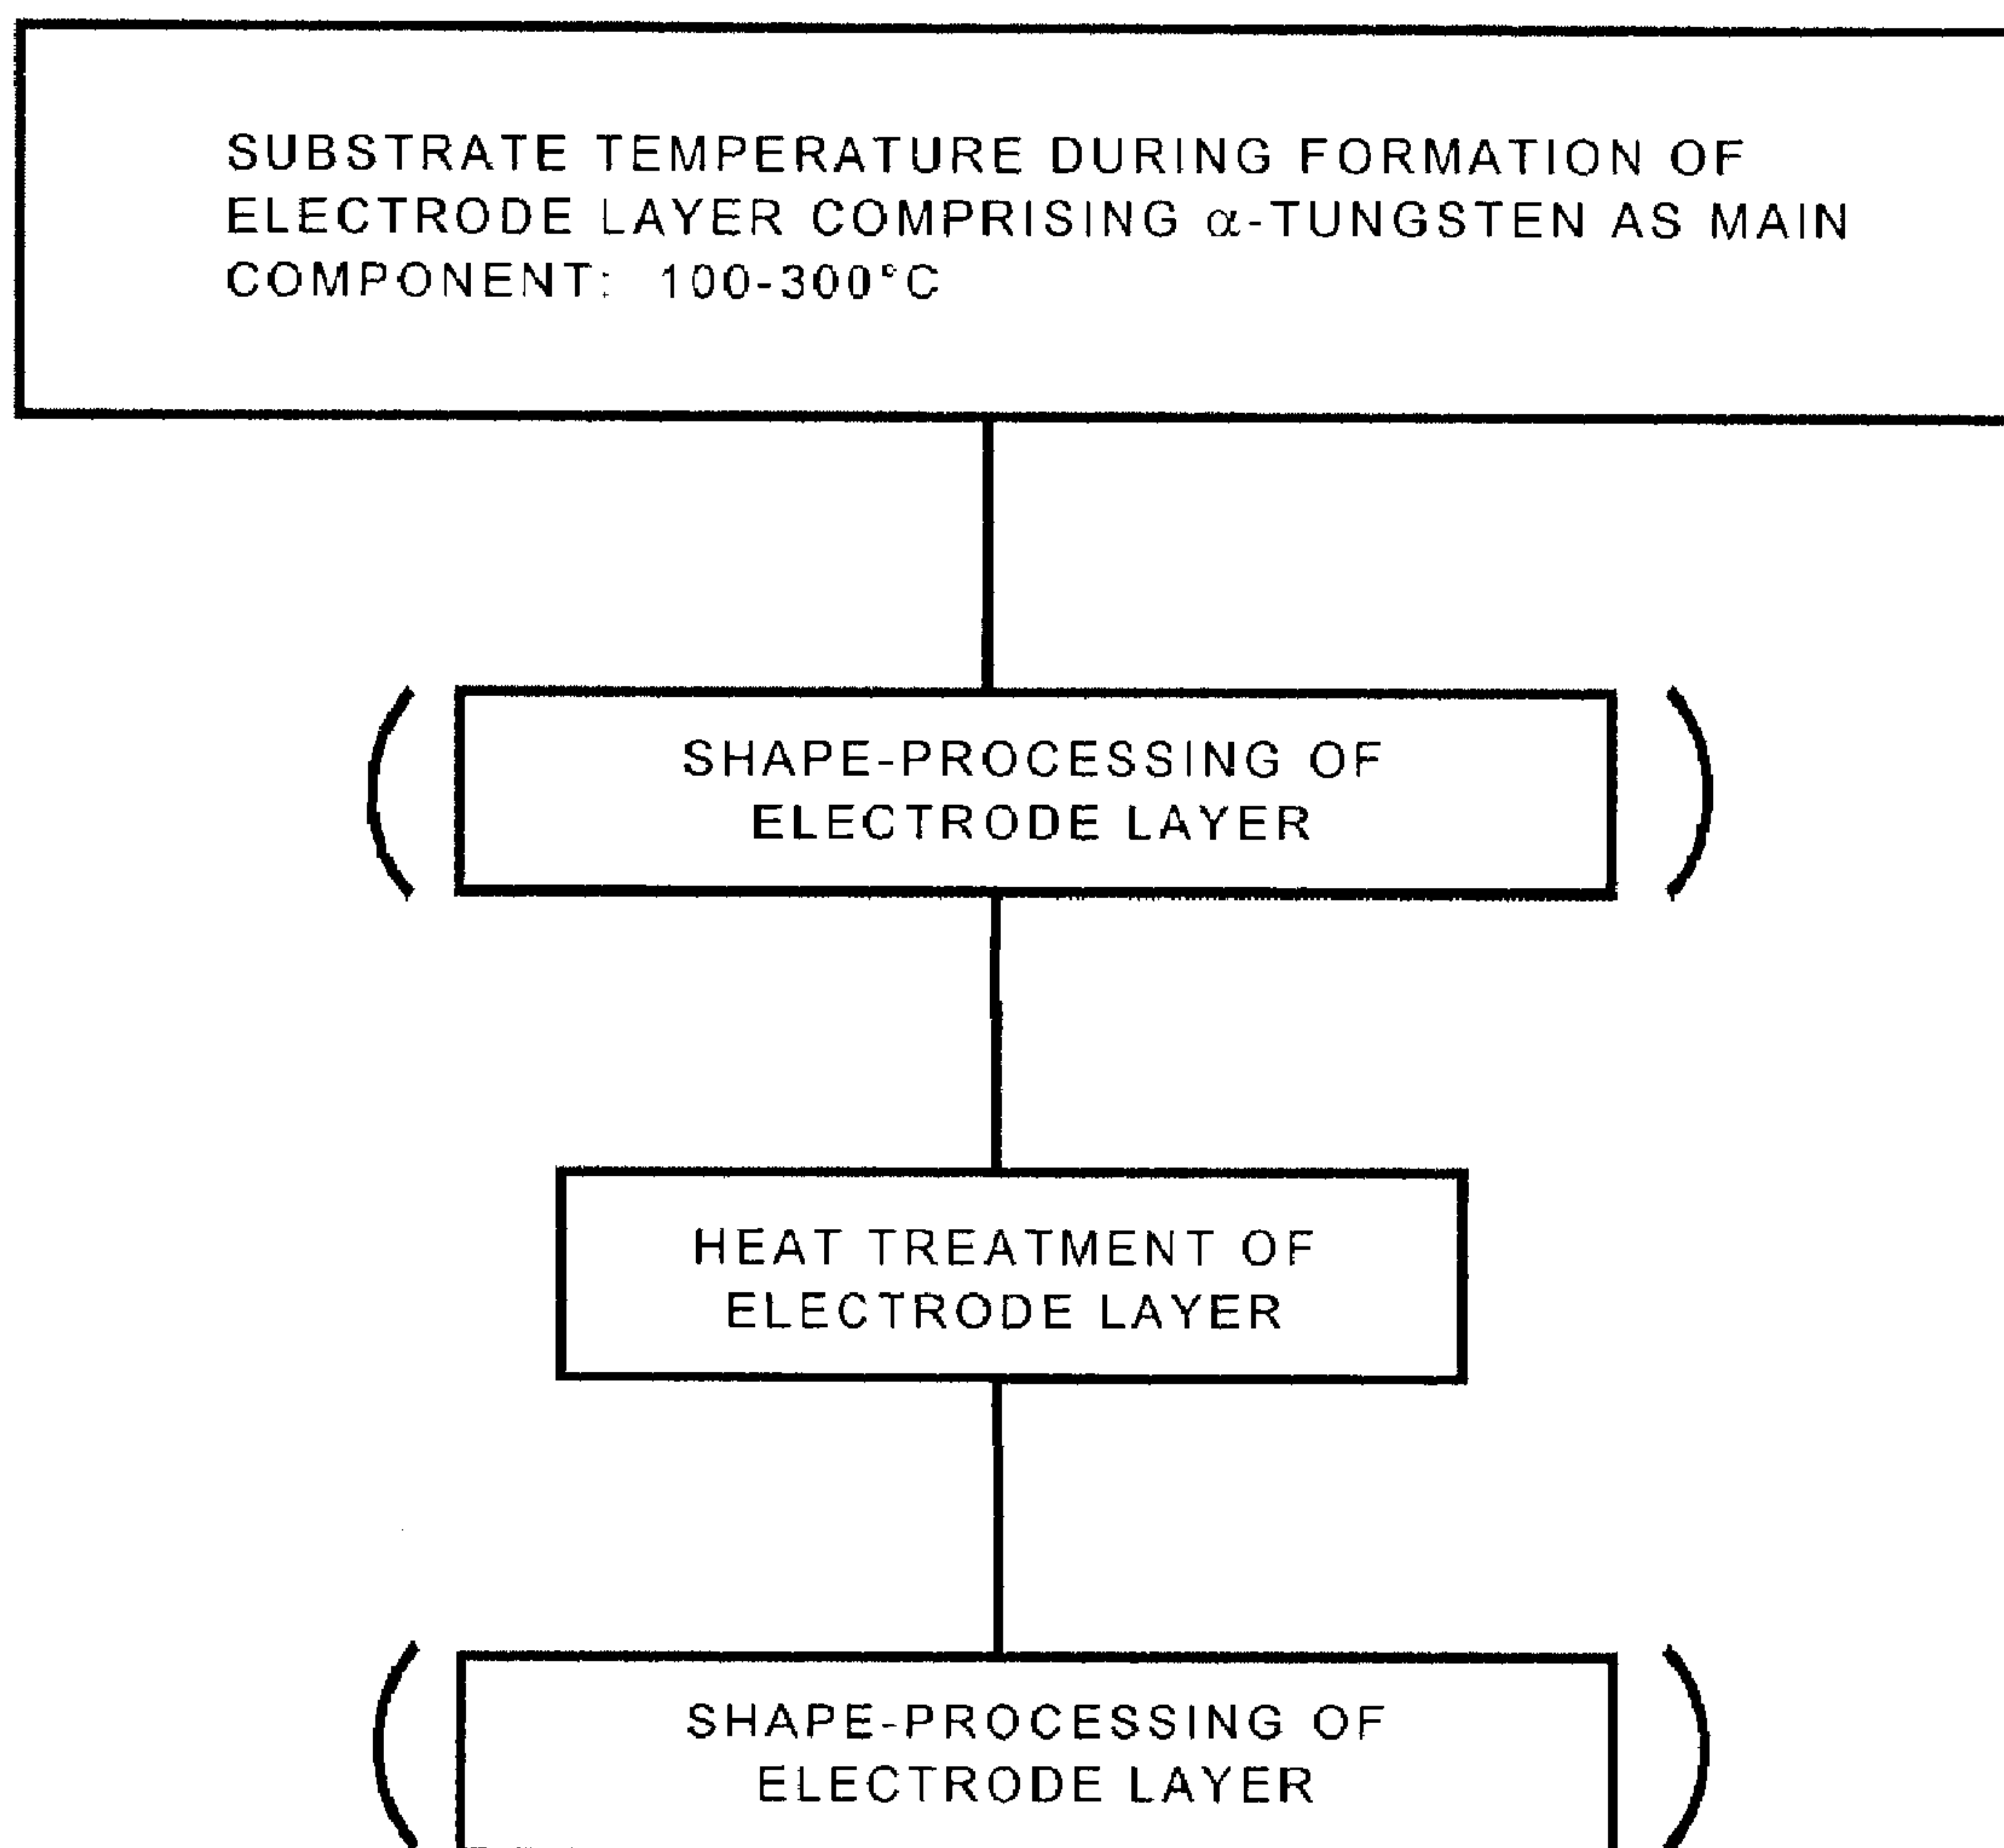 SUBSTRATE TEMPERATURE DURING FORMATION OF
ELECTRODE LAYER COMPRISING α-TUNGSTEN AS MAIN
COMPONENT: 100-300°C
SHAPE-PROCESSING OF
ELECTRODE LAYER
HEAT TREATMENT OF
ELECTRODE LAYER
SHAPE-PROCESSING OF
ELECTRODE LAYER